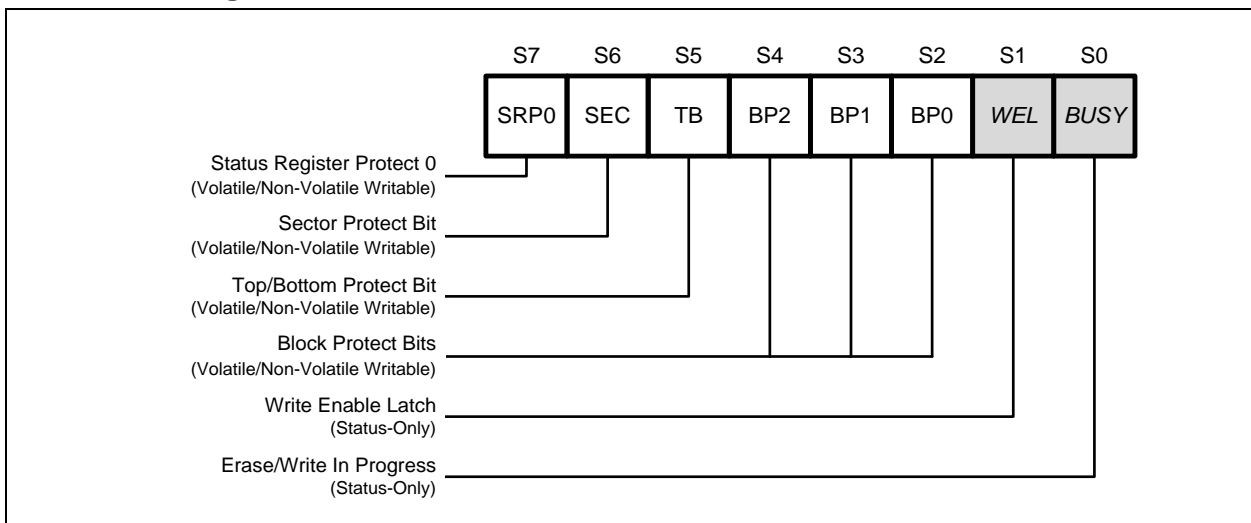 S7 S6 S5 S4 S3 S2 S1 S0
SRP0 SEC TB BP2 BP1 BP0 WEL BUSY
Status Register Protect 0
(Volatile/Non-Volatile Writable)
Sector Protect Bit
(Volatile/Non-Volatile Writable)
Top/Bottom Protect Bit
(Volatile/Non-Volatile Writable)
Block Protect Bits
(Volatile/Non-Volatile Writable)
Write Enable Latch
(Status-Only)
Erase/Write In Progress
(Status-Only)